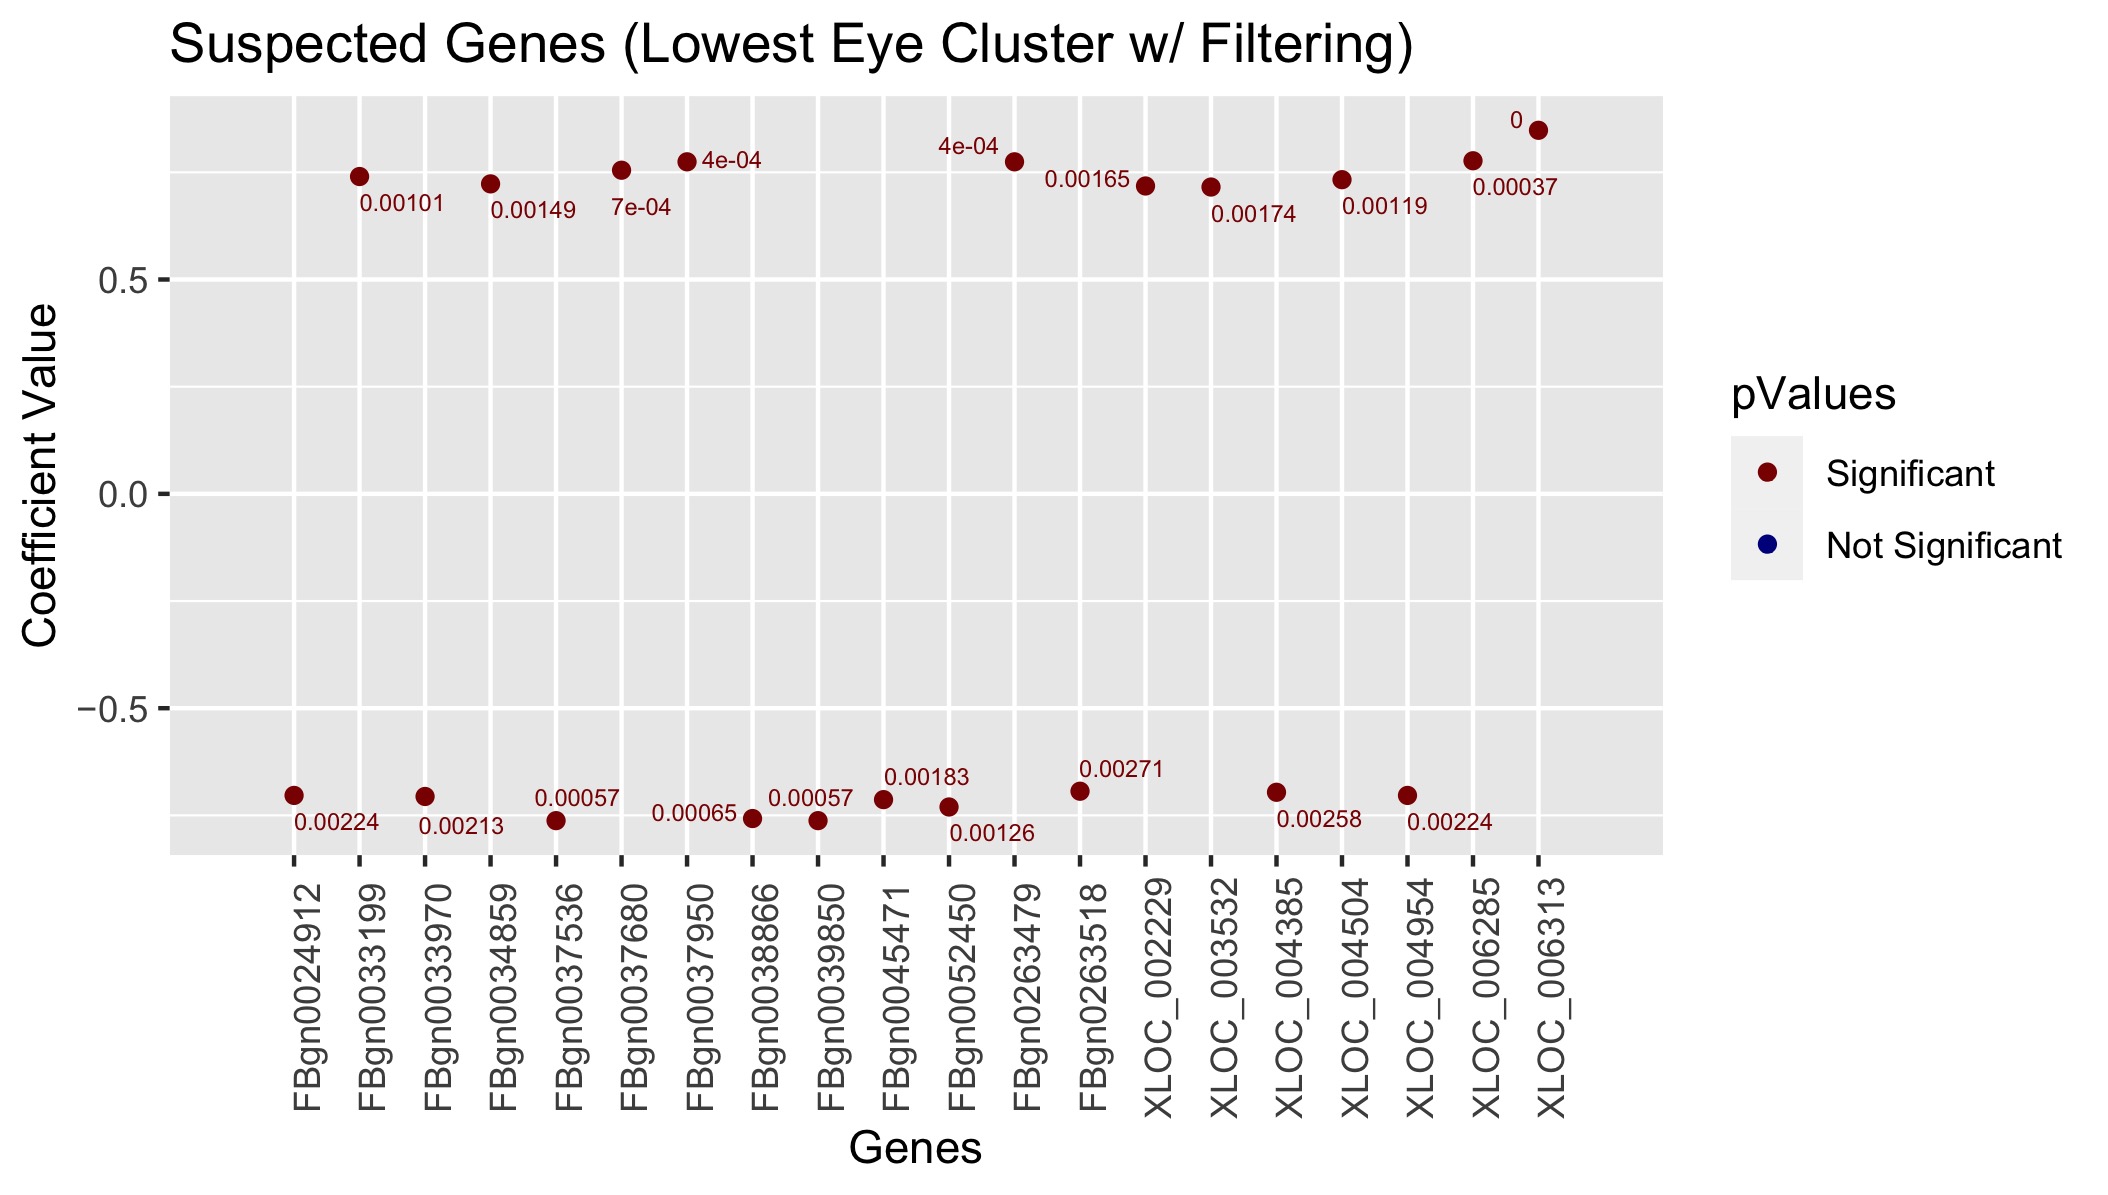 Suspected Genes (Lowest Eye Cluster w/ Filtering)
Coefficient Value
0.5
0.0
−0.5
0.00224
0.00101
0.00213
0.00149
0.00057
7e-04
4e-04
0.00065
0.00057
0.00183
0.00126
4e-04
0.00271
0.00165
0.00174
0.00258
0.00119
0.00224
0.00037
0
FBgn0024912
FBgn0033199
FBgn0033970
FBgn0034859
FBgn0037536
FBgn0037680
FBgn0037950
FBgn0038866
FBgn0039850
FBgn0045471
FBgn0052450
FBgn0263479
FBgn0263518
XLOC_002229
XLOC_003532
XLOC_004385
XLOC_004504
XLOC_004954
XLOC_006285
XLOC_006313
Genes
pValues
Significant
Not Significant